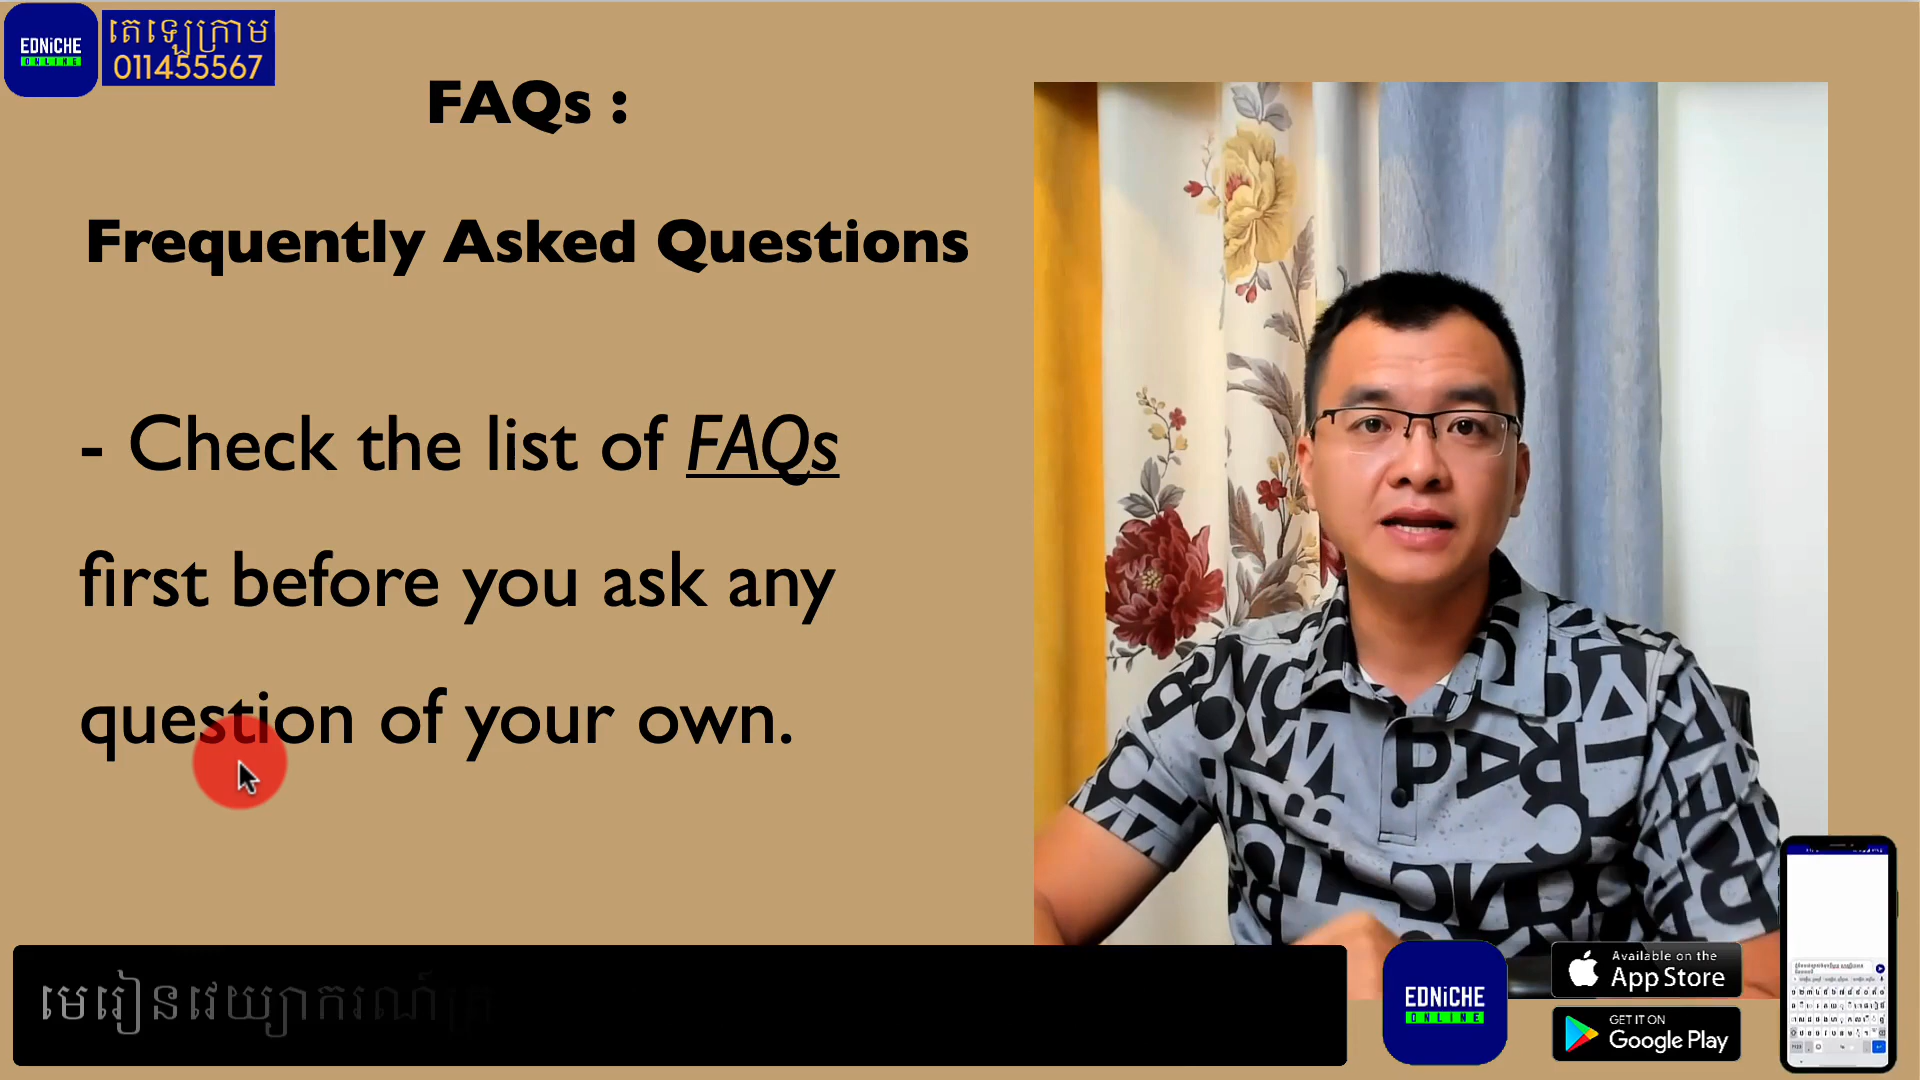 EDNiCHE
ONLINE
តេឡេក្រាម
011455567
FAQs :
Frequently Asked Questions
- Check the list of FAQs
first before you ask any
question of your own.
មេរៀនវេយ្យាករណ៍
EDNiCHE
ONLINE
Available on the
App Store
GET IT ON
Google Play